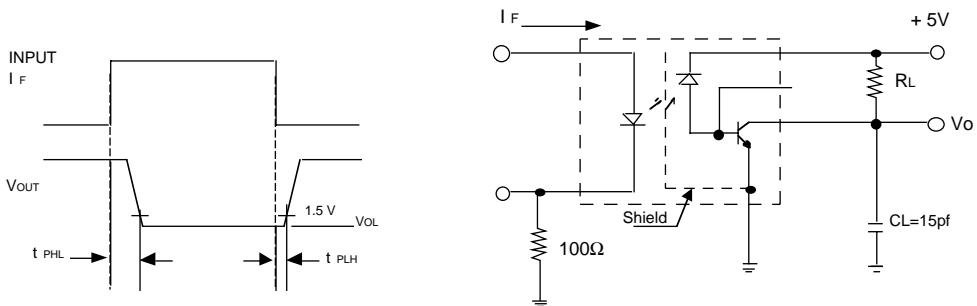 INPUT
I F
VOUT
1.5 V
VOL
t PHL
t PLH
I F
+ 5V
RL
Vo
Shield
CL=15pf
100Ω